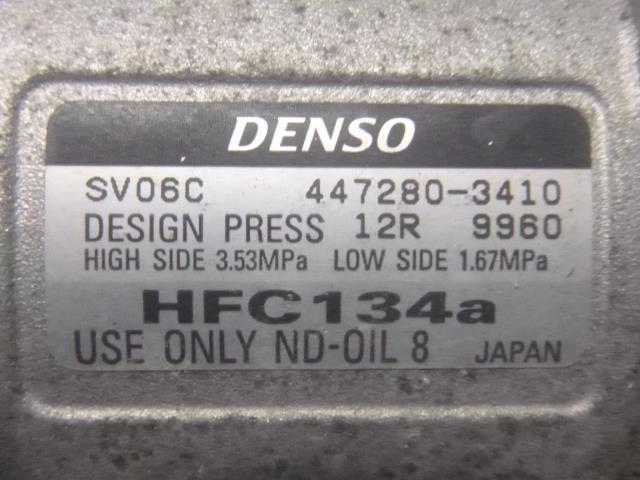 DENSO
SV06C 447280-3410
DESIGN PRESS 12R 9960
HIGH SIDE 3.53MPa LOW SIDE 1.67MPa
HFC134a
USE ONLY ND-OIL 8 JAPAN